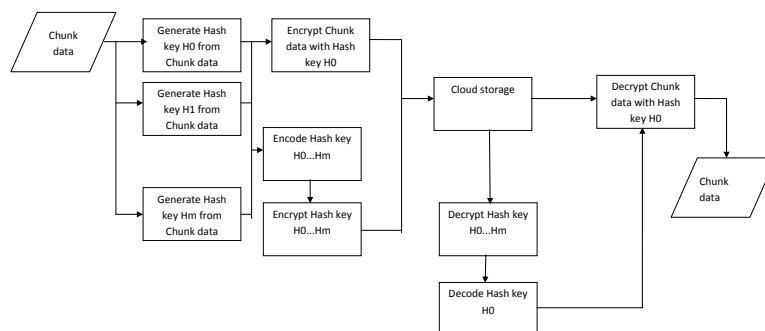 Chunk
data
Generate Hash
key H0 from
Chunk data
Encrypt Chunk
data with Hash
key H0
Generate Hash
key H1 from
Chunk data
Cloud storage
Decrypt Chunk
data with Hash
key H0
Encode Hash key
H0...Hm
Generate Hash
key Hm from
Chunk data
Encrypt Hash key
H0...Hm
Decrypt Hash key
H0...Hm
Chunk
data
Decode Hash key
H0